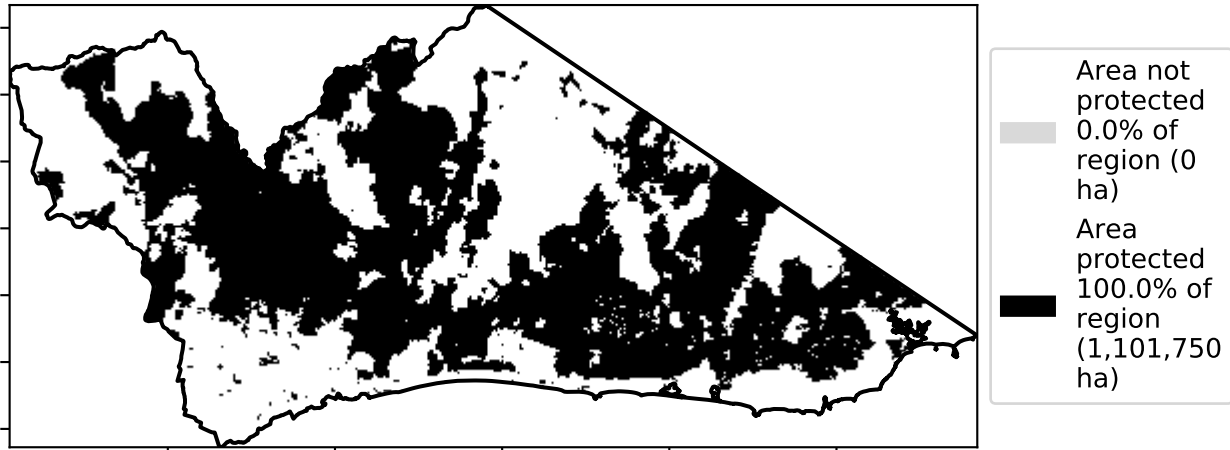 Area not
protected
0.0% of
region (0
ha)
Area
protected
100.0% of
region
(1,101,750
ha)